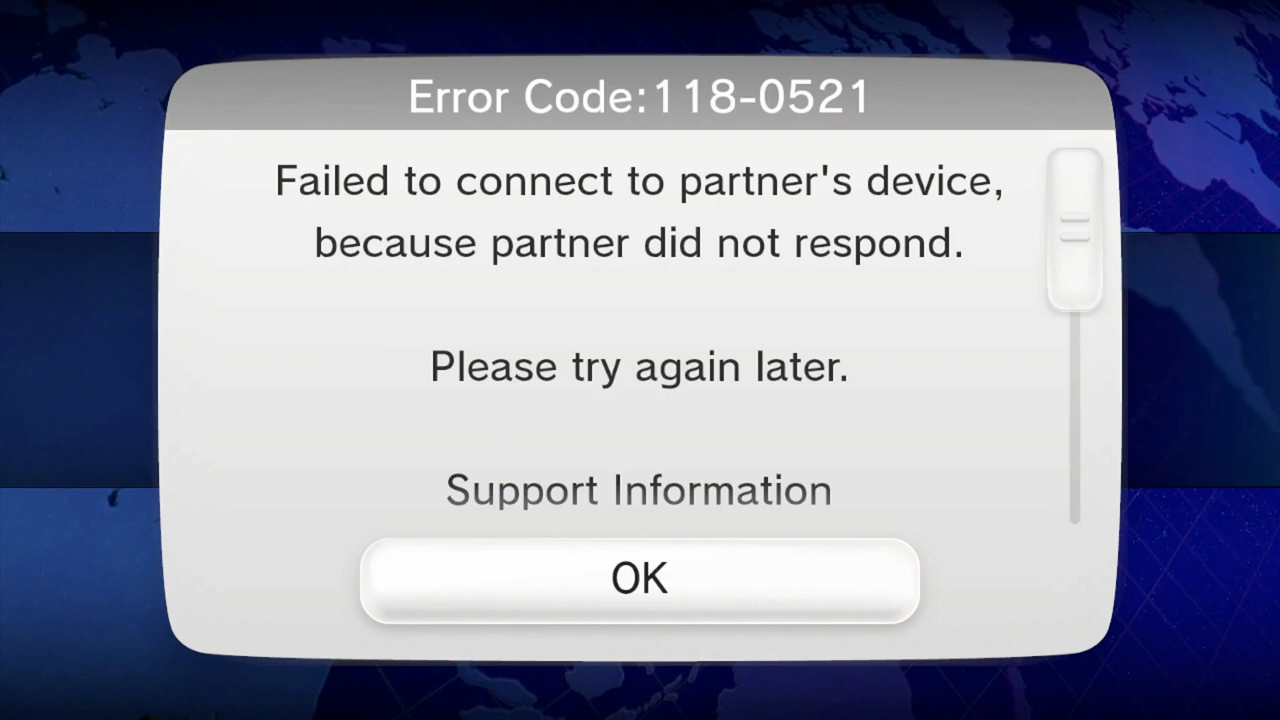 Error Code:118-0521
Failed to connect to partner's device,
because partner did not respond.
Please try again later.
Support Information
OK